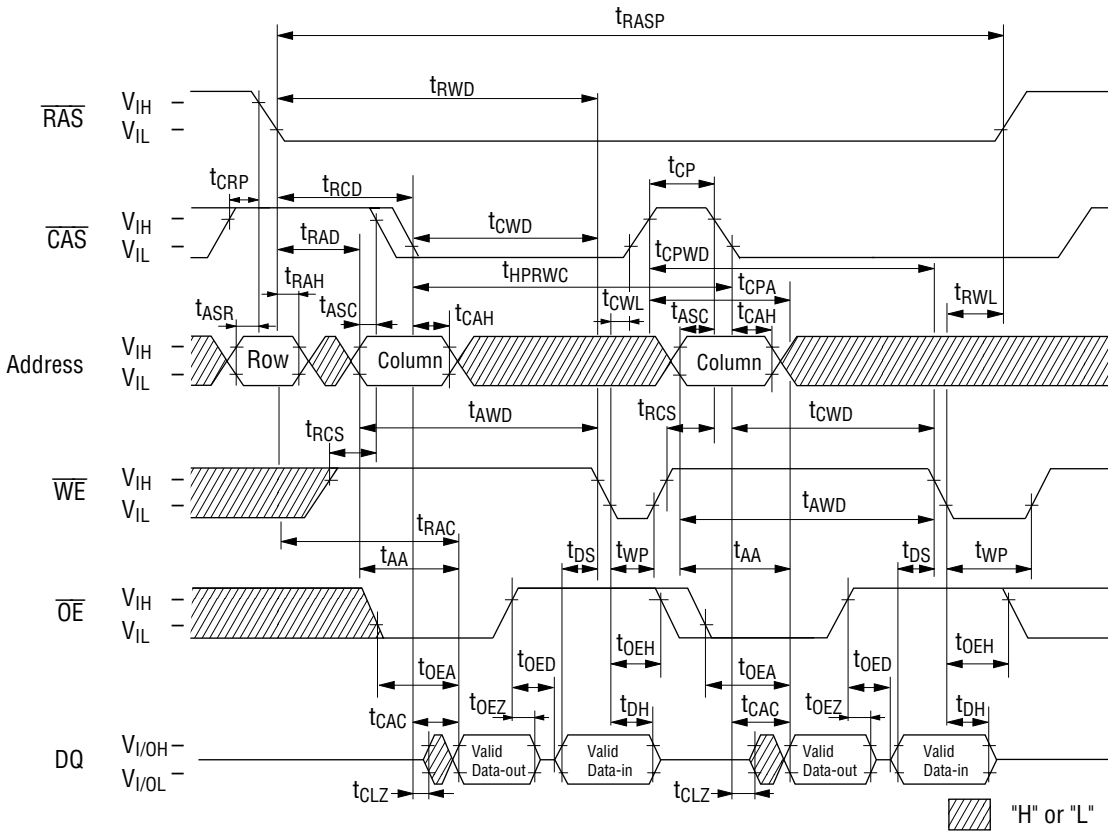 tRASP
RAS
VIH
VIL
tRWD
tCRP
tRCD
tCP
CAS
VIH
VIL
tCWD
tRAD
tCPWD
tHPRWC
tRAH
tCPA
tASR
tASC
tCAH
tCWL
tASC
tCAH
tRWL
Address
VIH
VIL
Row
Column
Column
tRCS
tAWD
tRCS
tCWD
WE
VIH
VIL
tRAC
tAWD
tAA
tDS
tWP
tAA
tDS
tWP
OE
VIH
VIL
tOEA
tOED
tOEH
tOEA
tOED
tOEH
tCAC
tOEZ
tDH
tCAC
tOEZ
tDH
DQ
VI/OH
VI/OL
Valid
Data-out
Valid
Data-in
Valid
Data-out
Valid
Data-in
tCLZ
tCLZ
"H" or "L"